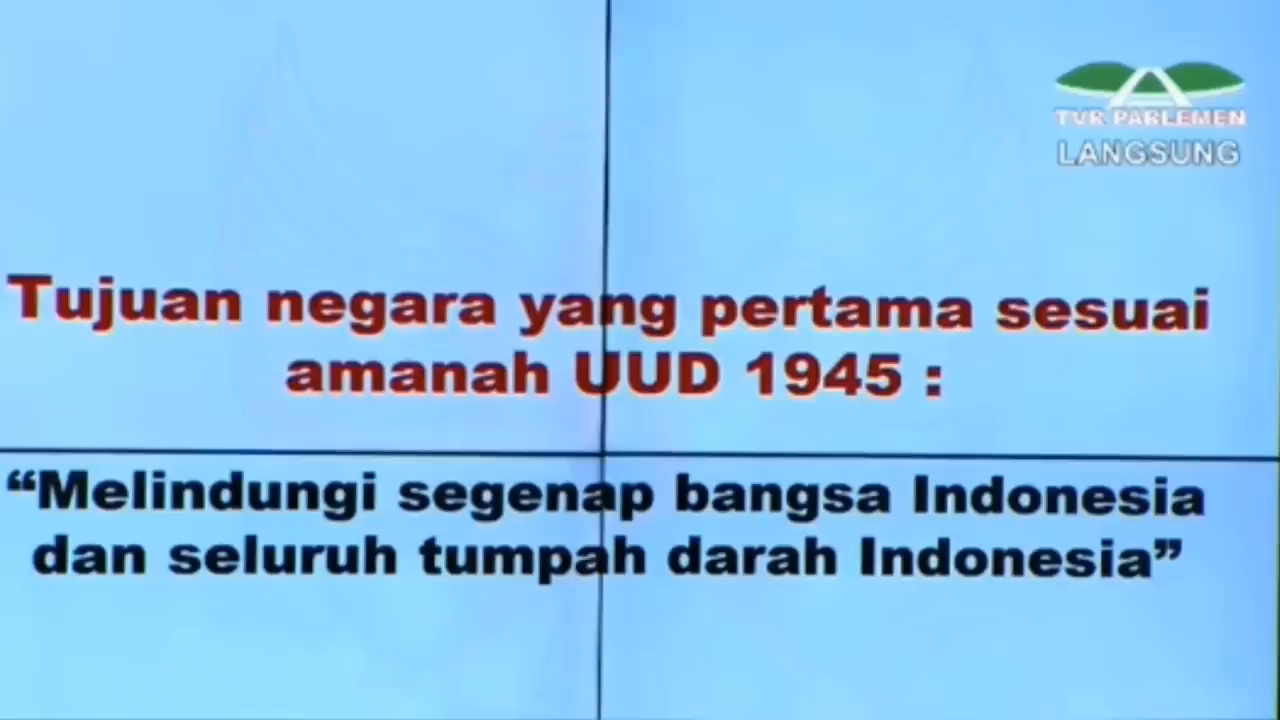 TVR PARLEMEN
LANGSUNG
Tujuan negara yang pertama sesuai
amanah UUD 1945 :
“Melindungi segenap bangsa Indonesia
dan seluruh tumpah darah Indonesia”